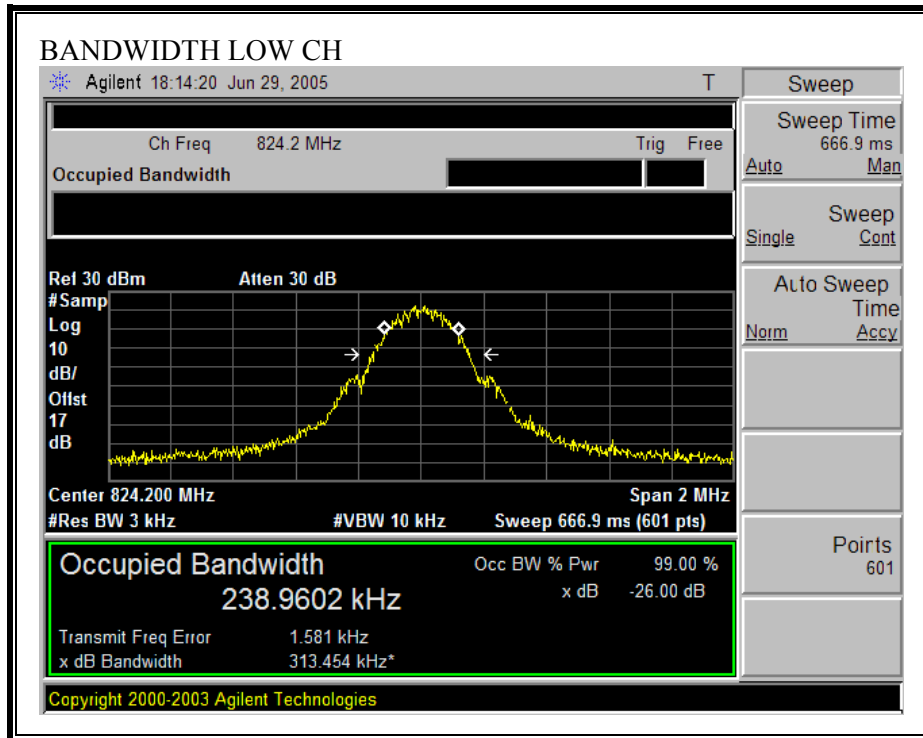 BANDWIDTH LOW CH
Agilent 18:14:20 Jun 29, 2005 T
Sweep
Ch Freq 824.2 MHz Trig Free
Occupied Bandwidth
Sweep Time
666.9 ms
Auto Man
Sweep
Single Cont
Auto Sweep
Time
Norm Accy
Ref 30 dBm Atten 30 dB
#Samp
Log
10
dB/
Offst
17
dB
Center 824.200 MHz Span 2 MHz
#Res BW 3 kHz #VBW 10 kHz Sweep 666.9 ms (601 pts)
Points
601
Occupied Bandwidth Occ BW % Pwr 99.00 %
238.9602 kHz x dB -26.00 dB
Transmit Freq Error 1.581 kHz
x dB Bandwidth 313.454 kHz*
Copyright 2000-2003 Agilent Technologies